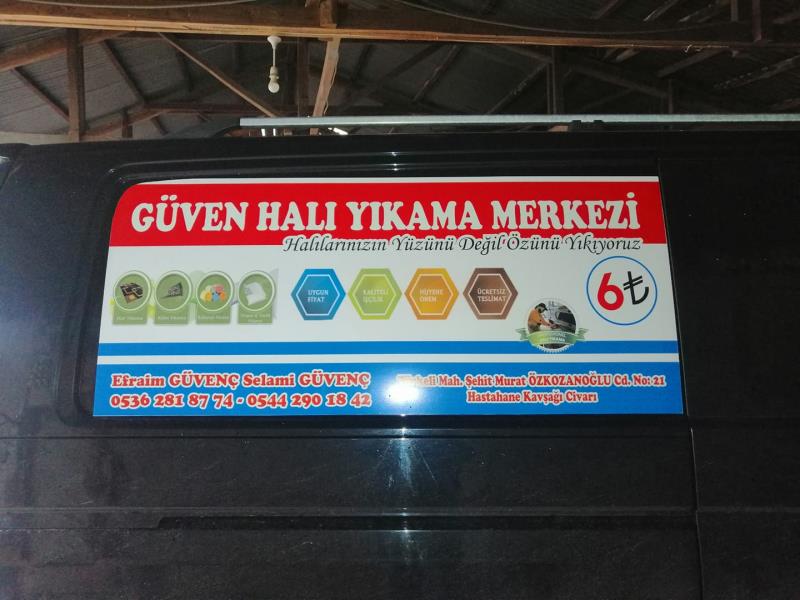 GÜVEN HALI YIKAMA MERKEZİ
Halılarınızın Yüzünü Değil Özünü Yıkıyoruz
UYGUN
FİYAT
KALİTELİ
İŞÇİLİK
HİJYENE
ÖNEM
ÜCRETSİZ
TESLİMAT
6₺
Efraim GÜVENÇ Selami GÜVENÇ
0536 281 87 74 - 0544 290 18 42
Mah. Şehit Murat ÖZKOZANOĞLU Cd. No: 21
Hastahane Kavşağı Civarı